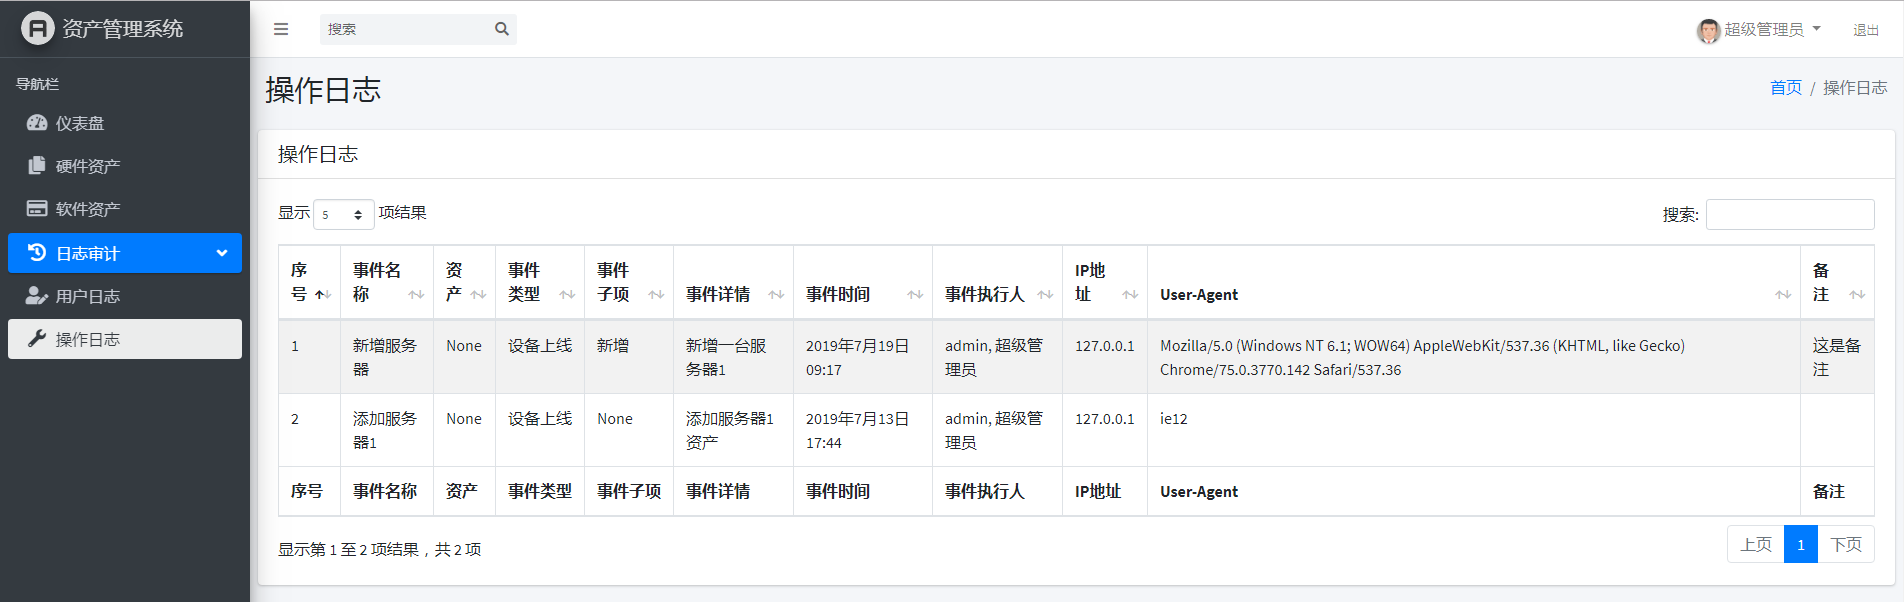 资产管理系统
搜索
超级管理员
退出
导航栏
仪表盘
硬件资产
软件资产
日志审计
用户日志
操作日志
操作日志
首页 / 操作日志
操作日志
显示 5 项结果
搜索:
序号 事件名称 资产 事件类型 事件子项 事件详情 事件时间 事件执行人 IP地址 User-Agent 备注
1 新增服务器 None 设备上线 新增 新增一台服务器1 2019年7月19日 09:17 admin, 超级管理员 127.0.0.1 Mozilla/5.0 (Windows NT 6.1; WOW64) AppleWebKit/537.36 (KHTML, like Gecko) Chrome/75.0.3770.142 Safari/537.36 这是备注
2 添加服务器1 None 设备上线 None 添加服务器1资产 2019年7月13日 17:44 admin, 超级管理员 127.0.0.1 ie12
序号 事件名称 资产 事件类型 事件子项 事件详情 事件时间 事件执行人 IP地址 User-Agent 备注
显示第 1 至 2 项结果，共 2 项
上页 1 下页